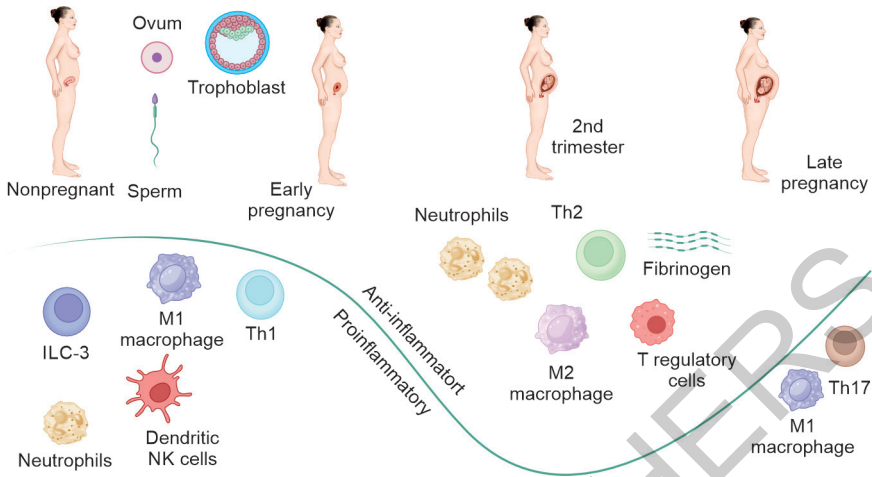 Ovum
Trophoblast
Nonpregnant
Sperm
Early
pregnancy
2nd
trimester
Late
pregnancy
Neutrophils
Th2
Fibrinogen
ILC-3
M1
macrophage
Th1
Anti-inflammatort
Proinflammatory
M2
macrophage
T regulatory
cells
Th17
M1
macrophage
Neutrophils
Dendritic
NK cells
HERS